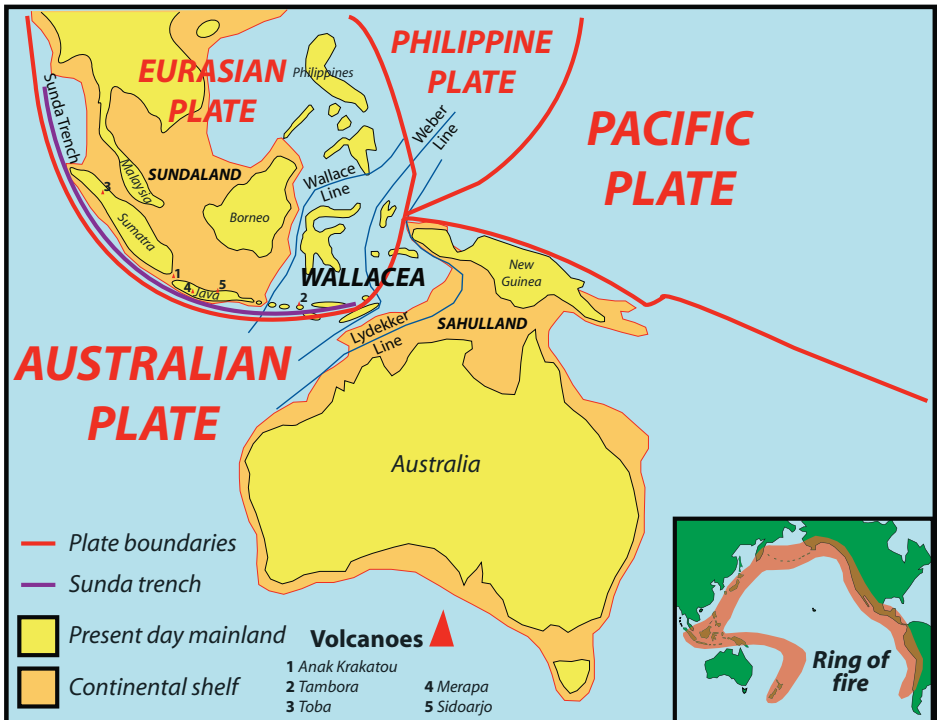 EURASIAN
PLATE
PHILIPPINE
PLATE
PACIFIC
PLATE
AUSTRALIAN
PLATE
Philippines
Sunda Trench
Weber
Line
Wallace
Line
Malaysia
SUNDALAND
3
Sumatra
Borneo
1
4
Java
5
2
WALLACEA
New
Guinea
Lydekker
Line
SAHULLAND
Australia
Plate boundaries
Sunda trench
Present day mainland
Continental shelf
Volcanoes
1 Anak Krakatou
2 Tambora
3 Toba
4 Merapa
5 Sidoarjo
Ring of
fire